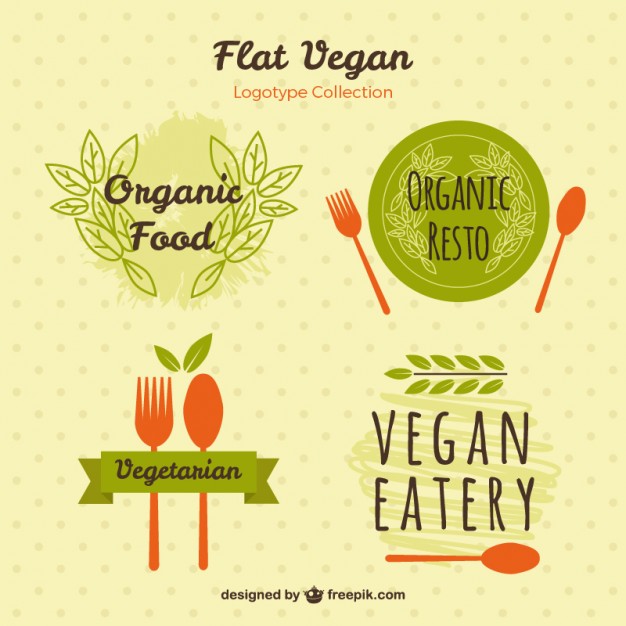 Flat Vegan
Logotype Collection
Organic
Food
ORGANIC
RESTO
Vegetarian
VEGAN
EATERY
designed by freepik.com